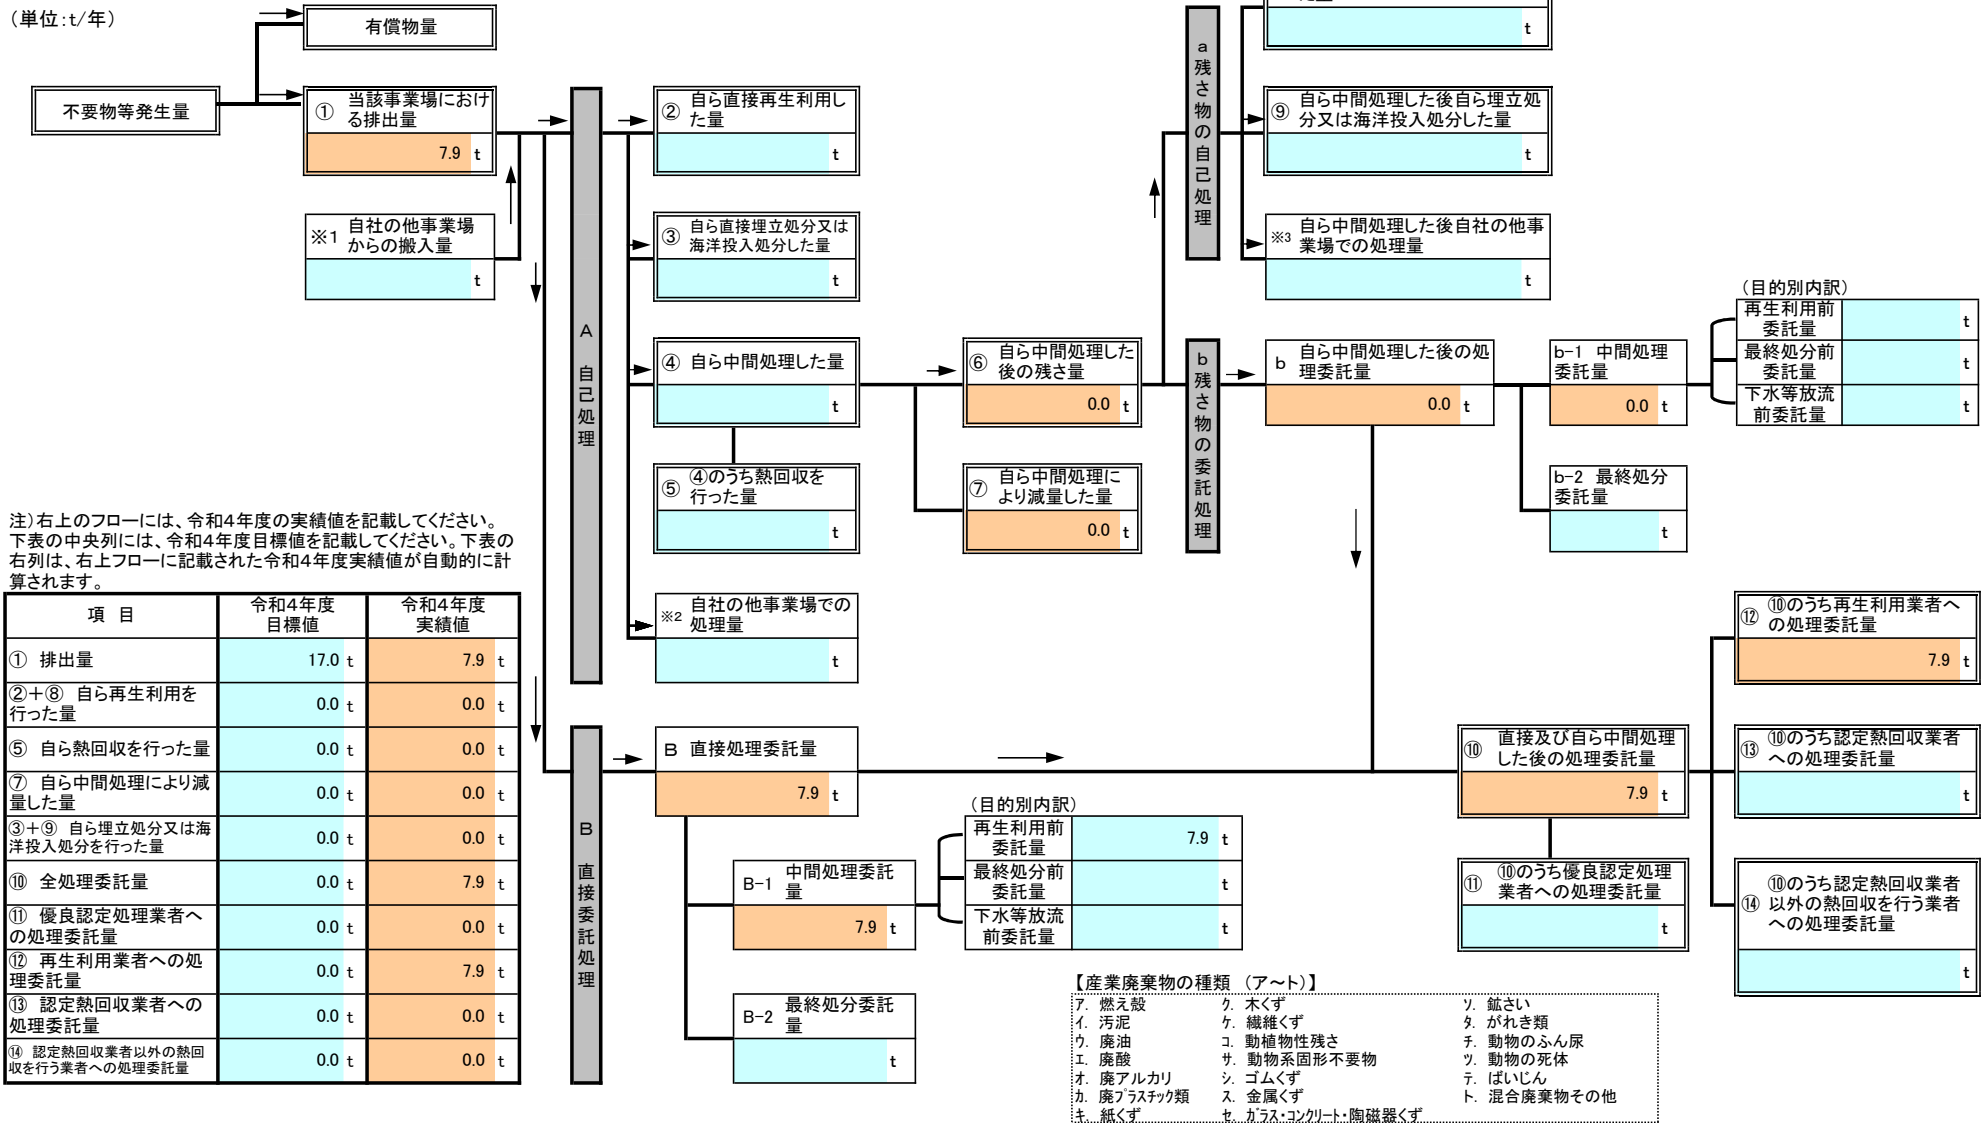 （単位：t/年）
有償物量
不要物等発生量
① 当該事業場におけ
る排出量
7.9 t
※1 自社の他事業場
からの搬入量
t
A 自己処理
② 自ら直接再生利用し
た量
t
③ 自ら直接埋立処分又は
海洋投入処分した量
t
④ 自ら中間処理した量
t
⑤ ④のうち熱回収を
行った量
t
※2 自社の他事業場での
処理量
t
⑥ 自ら中間処理した
後の残さ量
0.0 t
⑦ 自ら中間処理に
より減量した量
0.0 t
a 残さ物の自己処理
t
⑨ 自ら中間処理した後自ら埋立処
分又は海洋投入処分した量
t
※3 自ら中間処理した後自社の他事
業場での処理量
t
b 残さ物の委託処理
b 自ら中間処理した後の処
理委託量
0.0 t
b-1 中間処理
委託量
0.0 t
b-2 最終処分
委託量
t
（目的別内訳）
再生利用前
委託量
t
最終処分前
委託量
t
下水等放流
前委託量
t
注）右上のフローには、令和４年度の実績値を記載してください。
下表の中央列には、令和４年度目標値を記載してください。下表の
右列は、右上フローに記載された令和４年度実績値が自動的に計
算されます。
項 目 令和４年度 令和４年度
目標値 実績値
① 排出量 17.0 t 7.9 t
②＋⑧ 自ら再生利用を
行った量 0.0 t 0.0 t
⑤ 自ら熱回収を行った量 0.0 t 0.0 t
⑦ 自ら中間処理により減
量した量 0.0 t 0.0 t
③＋⑨ 自ら埋立処分又は海
洋投入処分を行った量 0.0 t 0.0 t
⑩ 全処理委託量 0.0 t 7.9 t
⑪ 優良認定処理業者へ
の処理委託量 0.0 t 0.0 t
⑫ 再生利用業者への処
理委託量 0.0 t 7.9 t
⑬ 認定熱回収業者への
処理委託量 0.0 t 0.0 t
⑭ 認定熱回収業者以外の熱回
収を行う業者への処理委託量 0.0 t 0.0 t
B 直接委託処理
B 直接処理委託量
7.9 t
B-1 中間処理委託
量
7.9 t
B-2 最終処分委託
量
t
（目的別内訳）
再生利用前
委託量
7.9 t
最終処分前
委託量
t
下水等放流
前委託量
t
⑩ 直接及び自ら中間処理
した後の処理委託量
7.9 t
⑪ ⑩のうち優良認定処理
業者への処理委託量
t
⑫ ⑩のうち再生利用業者へ
の処理委託量
7.9 t
⑬ ⑩のうち認定熱回収業者
への処理委託量
t
⑭ ⑩のうち認定熱回収業者
以外の熱回収を行う業者
への処理委託量
t
【産業廃棄物の種類 （ア～ト）】
ア. 燃え殻 ク. 木くず ソ. 鉱さい
イ. 汚泥 ケ. 繊維くず タ. がれき類
ウ. 廃油 コ. 動植物性残さ チ. 動物のふん尿
エ. 廃酸 サ. 動物系固形不要物 ツ. 動物の死体
オ. 廃アルカリ シ. ゴムくず テ. ばいじん
カ. 廃プラスチック類 ス. 金属くず ト. 混合廃棄物その他
キ. 紙くず セ. ガラス・コンクリート・陶磁器くず